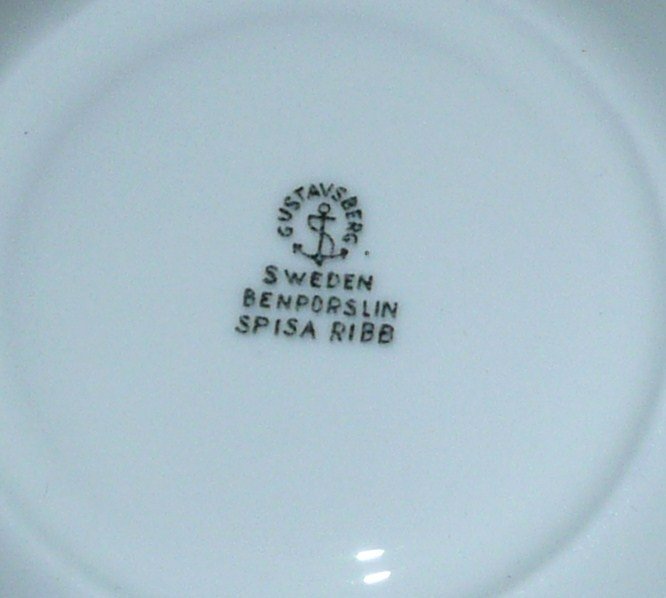 GUSTAVSBERG
S
SWEDEN
BENPORSLIN
SPISA RIBB